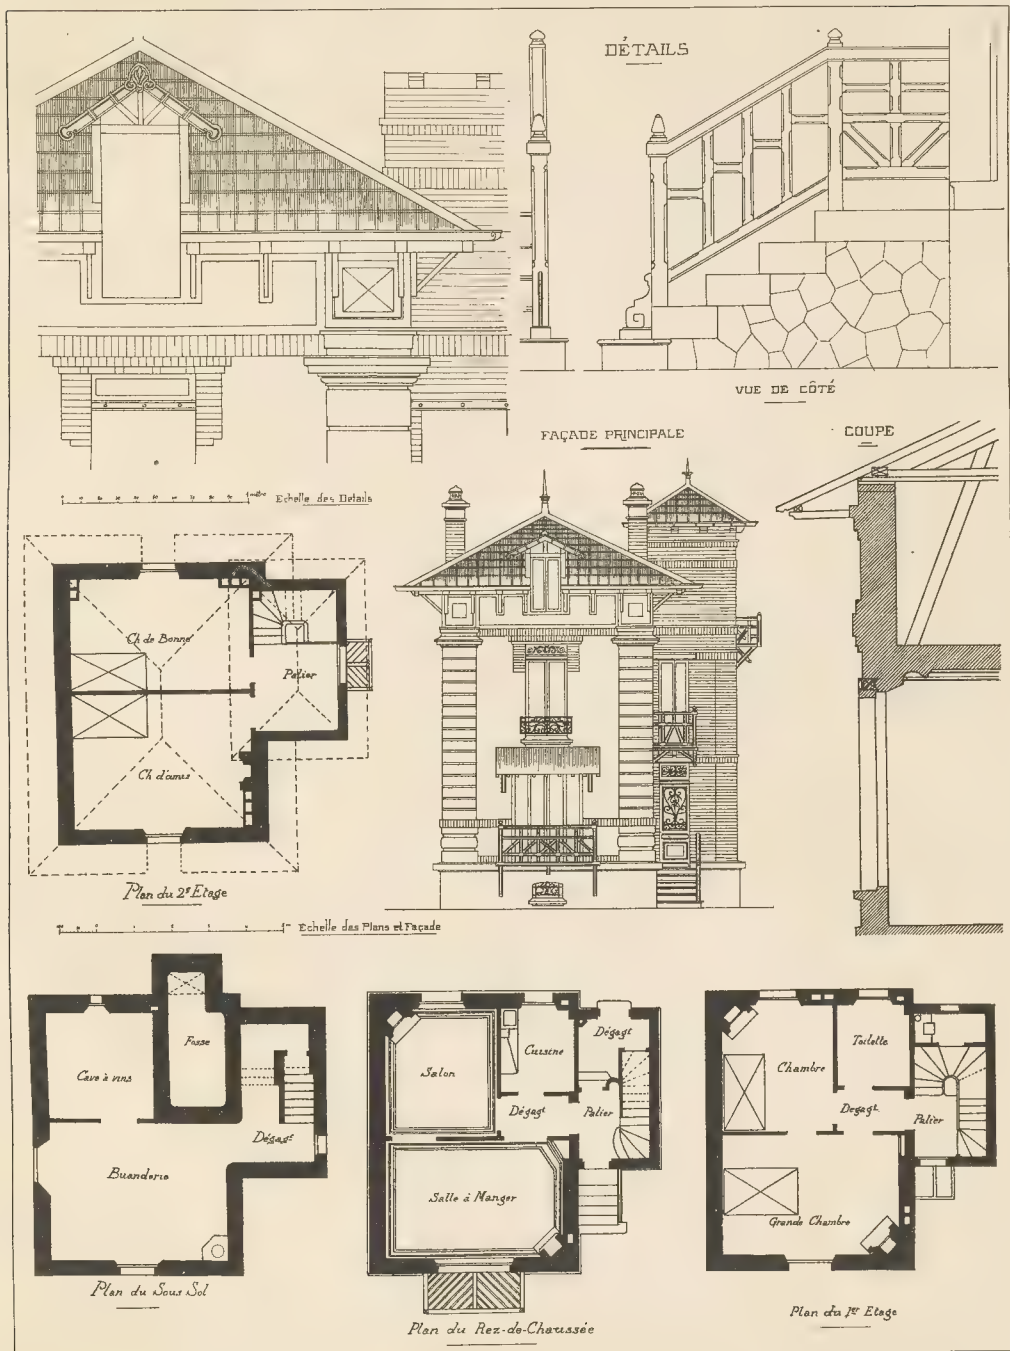 DÉTAILS
VUE DE CÔTÉ
FAÇADE PRINCIPALE
COUPE
Echelle des Détails
Ch de Bonne
Palier
Ch d'amis
Plan du 2e Etage
Echelle des Plans et Façade
Fosse
Cave à vins
Dégagt
Buanderie
Plan du Sous Sol
Dégagt
Cuisine
Salon
Dégagt
Palier
Salle à Manger
Plan du Rez-de-Chaussée
Toilette
Chambre
Dégagt.
Palier
Grande Chambre
Plan du 1er Etage